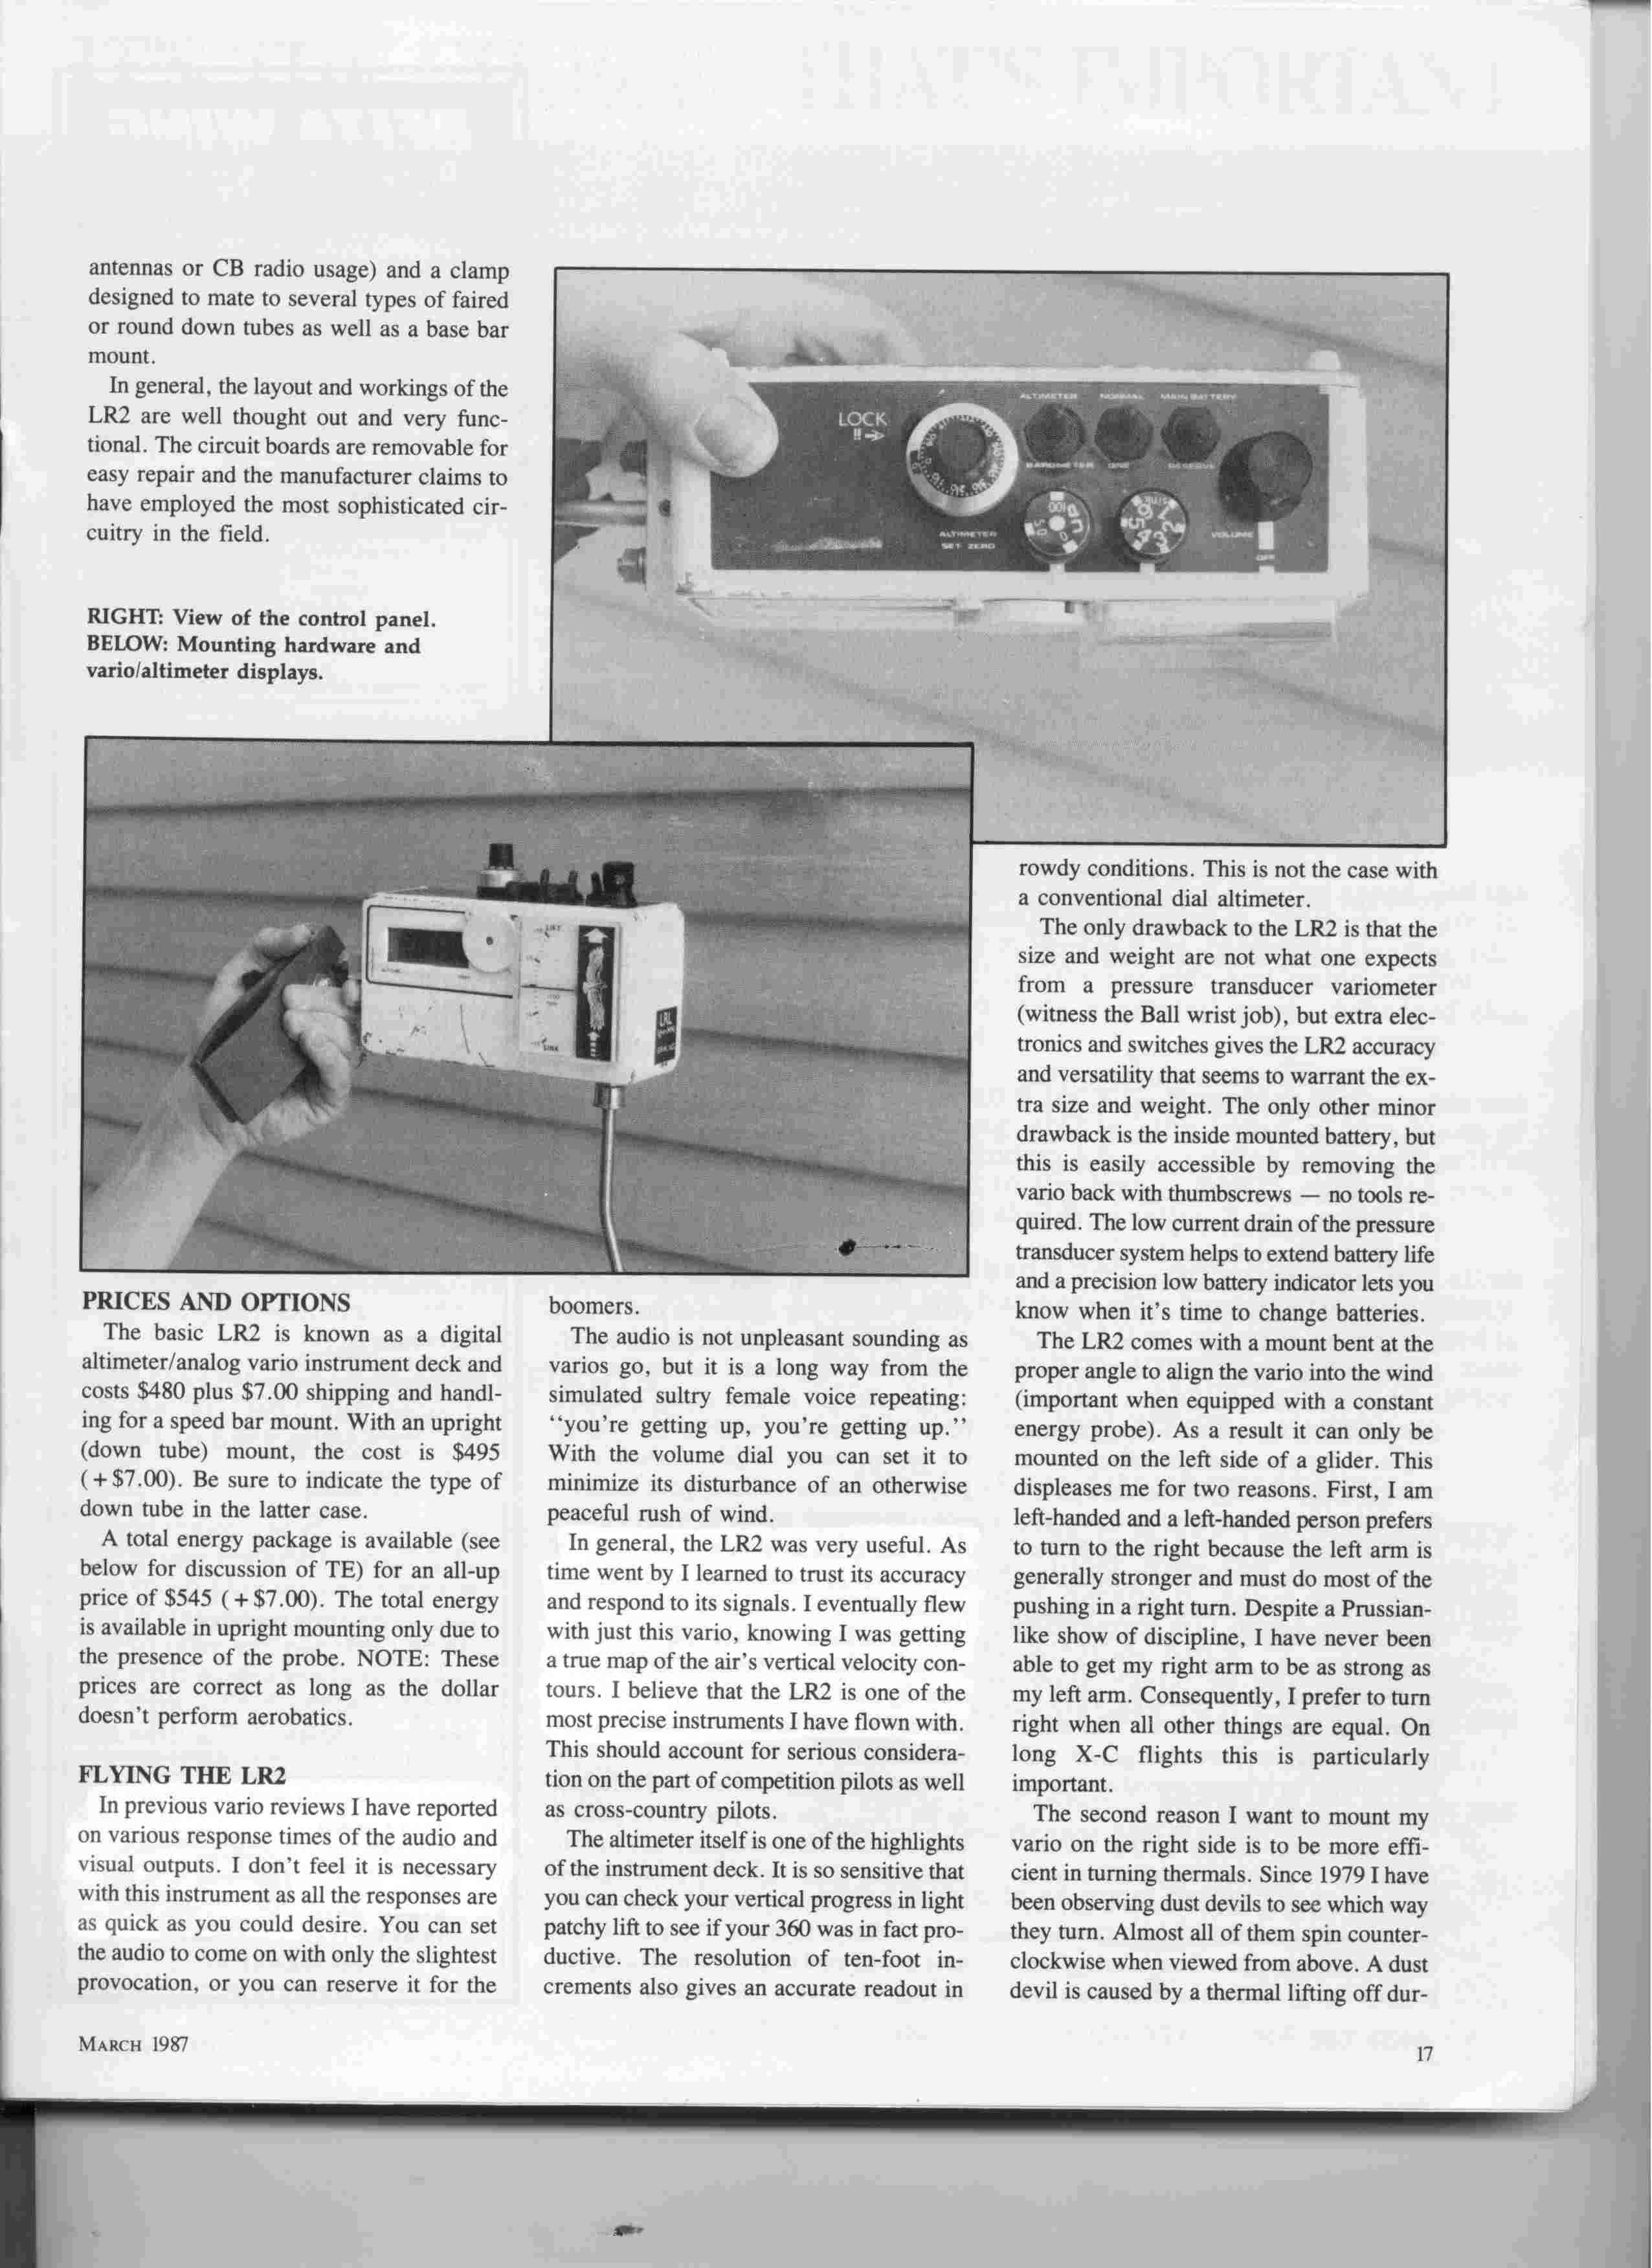 antennas or CB radio usage) and a clamp
designed to mate to several types of faired
or round down tubes as well as a base bar
mount.
In general, the layout and workings of the
LR2 are well thought out and very func-
tional. The circuit boards are removable for
easy repair and the manufacturer claims to
have employed the most sophisticated cir-
cuitry in the field.
RIGHT: View of the control panel.
BELOW: Mounting hardware and
vario/altimeter displays.
LOCK
ALTIMETER
NORMAL
MAIN BATTERY
BAROMETER
RESERVE
ALTIMETER
SET ZERO
VOLUME
OFF
LIFT
SINK
LRL
PRICES AND OPTIONS
The basic LR2 is known as a digital
altimeter/analog vario instrument deck and
costs $480 plus $7.00 shipping and handl-
ing for a speed bar mount. With an upright
(down tube) mount, the cost is $495
(+$7.00). Be sure to indicate the type of
down tube in the latter case.
A total energy package is available (see
below for discussion of TE) for an all-up
price of $545 (+$7.00). The total energy
is available in upright mounting only due to
the presence of the probe. NOTE: These
prices are correct as long as the dollar
doesn't perform aerobatics.
FLYING THE LR2
In previous vario reviews I have reported
on various response times of the audio and
visual outputs. I don't feel it is necessary
with this instrument as all the responses are
as quick as you could desire. You can set
the audio to come on with only the slightest
provocation, or you can reserve it for the
boomers.
The audio is not unpleasant sounding as
varios go, but it is a long way from the
simulated sultry female voice repeating:
"you're getting up, you're getting up."
With the volume dial you can set it to
minimize its disturbance of an otherwise
peaceful rush of wind.
In general, the LR2 was very useful. As
time went by I learned to trust its accuracy
and respond to its signals. I eventually flew
with just this vario, knowing I was getting
a true map of the air's vertical velocity con-
tours. I believe that the LR2 is one of the
most precise instruments I have flown with.
This should account for serious considera-
tion on the part of competition pilots as well
as cross-country pilots.
The altimeter itself is one of the highlights
of the instrument deck. It is so sensitive that
you can check your vertical progress in light
patchy lift to see if your 360 was in fact pro-
ductive. The resolution of ten-foot in-
crements also gives an accurate readout in
rowdy conditions. This is not the case with
a conventional dial altimeter.
The only drawback to the LR2 is that the
size and weight are not what one expects
from a pressure transducer variometer
(witness the Ball wrist job), but extra elec-
tronics and switches gives the LR2 accuracy
and versatility that seems to warrant the ex-
tra size and weight. The only other minor
drawback is the inside mounted battery, but
this is easily accessible by removing the
vario back with thumbscrews — no tools re-
quired. The low current drain of the pressure
transducer system helps to extend battery life
and a precision low battery indicator lets you
know when it's time to change batteries.
The LR2 comes with a mount bent at the
proper angle to align the vario into the wind
(important when equipped with a constant
energy probe). As a result it can only be
mounted on the left side of a glider. This
displeases me for two reasons. First, I am
left-handed and a left-handed person prefers
to turn to the right because the left arm is
generally stronger and must do most of the
pushing in a right turn. Despite a Prussian-
like show of discipline, I have never been
able to get my right arm to be as strong as
my left arm. Consequently, I prefer to turn
right when all other things are equal. On
long X-C flights this is particularly
important.
The second reason I want to mount my
vario on the right side is to be more effi-
cient in turning thermals. Since 1979 I have
been observing dust devils to see which way
they turn. Almost all of them spin counter-
clockwise when viewed from above. A dust
devil is caused by a thermal lifting off dur-
MARCH 1987
17